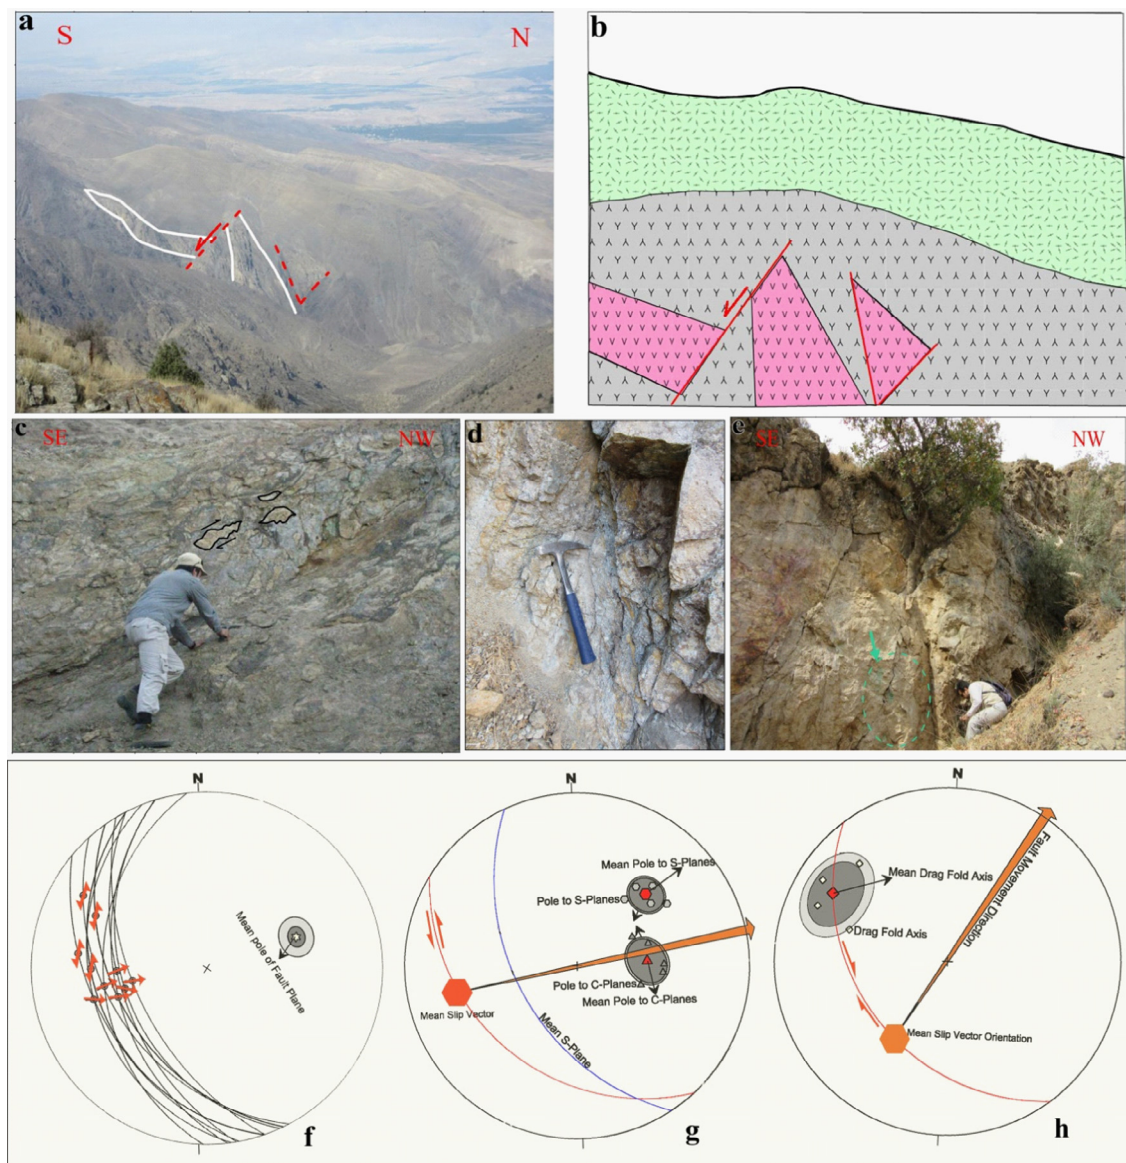 a
S
N
b
c
SE
NW
d
e
SE
NW
N
Mean pole of Fault Plane
f
N
Mean Pole to S-Planes
Pole to S-Planes
Pole to C-Planes
Mean Pole to C-Planes
Mean Slip Vector
Mean S-Plane
g
N
Fault Movement Direction
Mean Drag Fold Axis
Drag Fold Axis
Mean Slip Vector Orientation
h